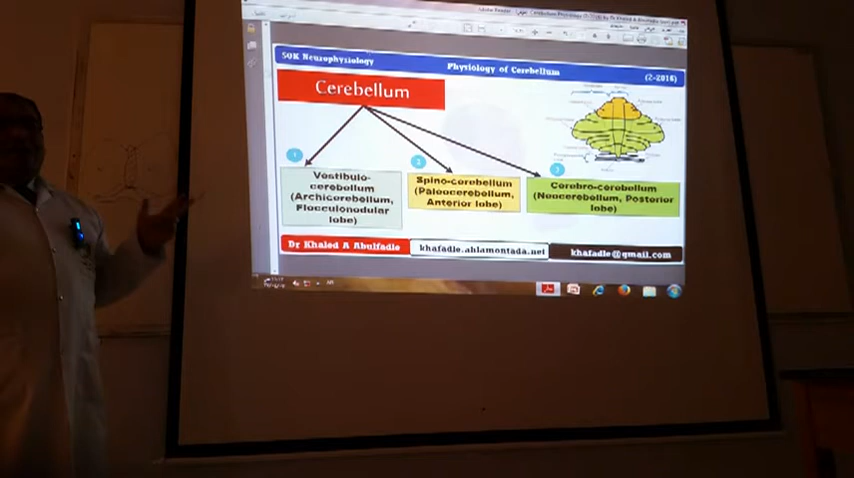 SOK Neurophysiology
Physiology of Cerebellum
(2-2016)
Cerebellum
1
2
3
Vestibulo-
cerebellum
(Archicerebellum,
Flocculonodular
lobe)
Spino-cerebellum
(Paleocerebellum,
Anterior lobe)
Cerebro-cerebellum
(Neocerebellum, Posterior
lobe)
Dr Khaled A Abulfadle
khafadle.ahlamontada.net
khafadle@gmail.com